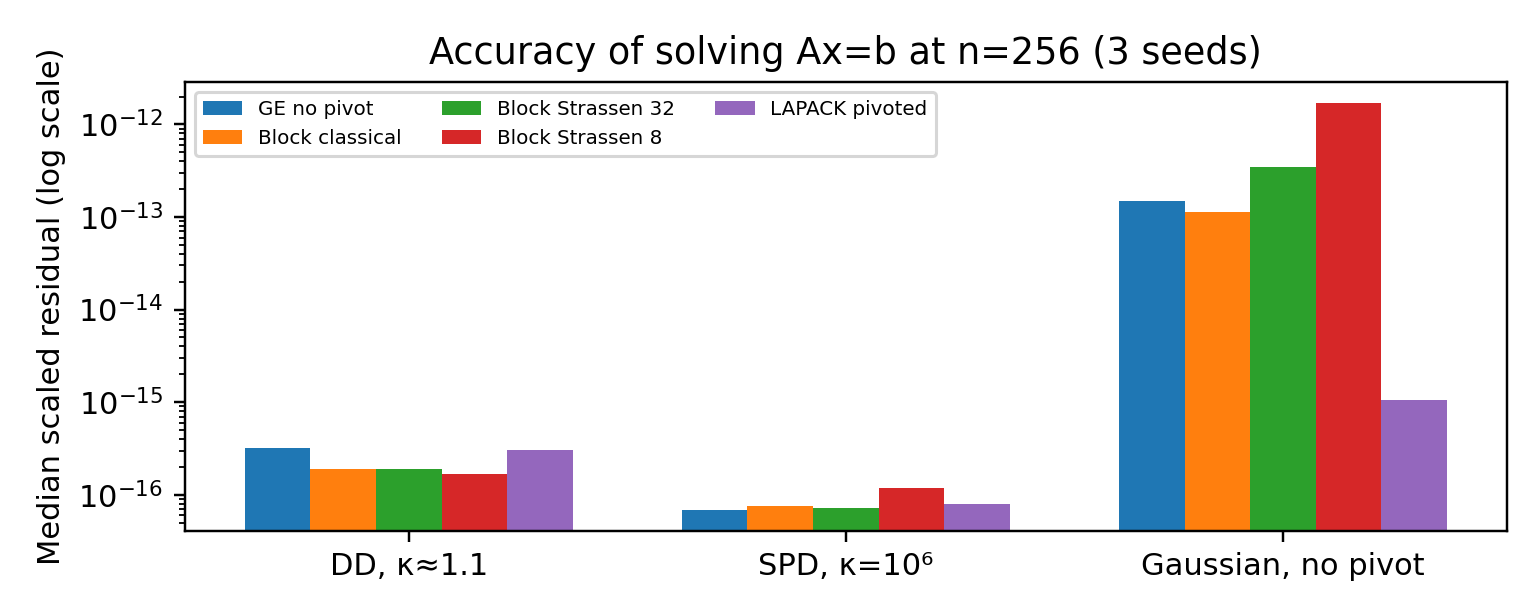 Accuracy of solving Ax=b at n=256 (3 seeds)
Median scaled residual (log scale)
GE no pivot
Block classical
Block Strassen 32
Block Strassen 8
LAPACK pivoted
10⁻¹²
10⁻¹³
10⁻¹⁴
10⁻¹⁵
10⁻¹⁶
DD, κ≈1.1
SPD, κ=10⁶
Gaussian, no pivot